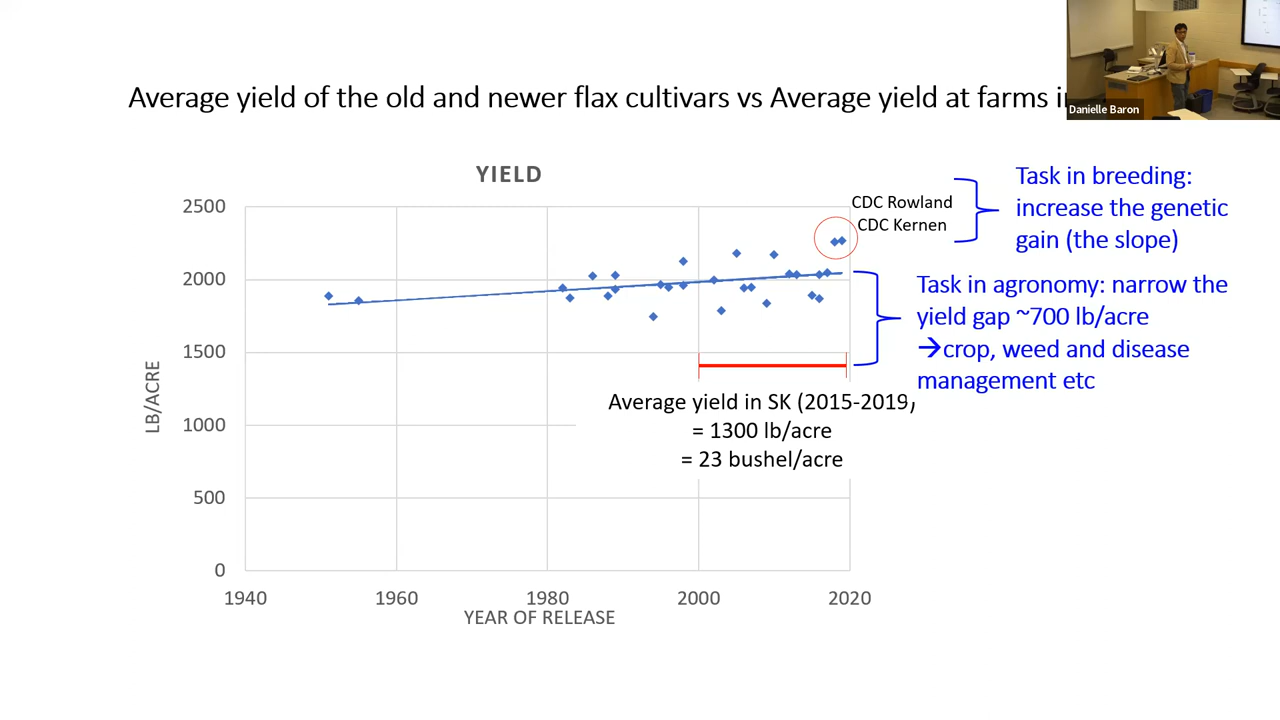 Average yield of the old and newer flax cultivars vs Average yield at farms
Danielle Baron
YIELD
2500
2000
1500
1000
500
0
LB/ACRE
1940
1960
1980
2000
2020
YEAR OF RELEASE
CDC Rowland
CDC Kernen
Task in breeding:
increase the genetic
gain (the slope)
Task in agronomy: narrow the
yield gap ~700 lb/acre
→crop, weed and disease
management etc
Average yield in SK (2015-2019)
= 1300 lb/acre
= 23 bushel/acre